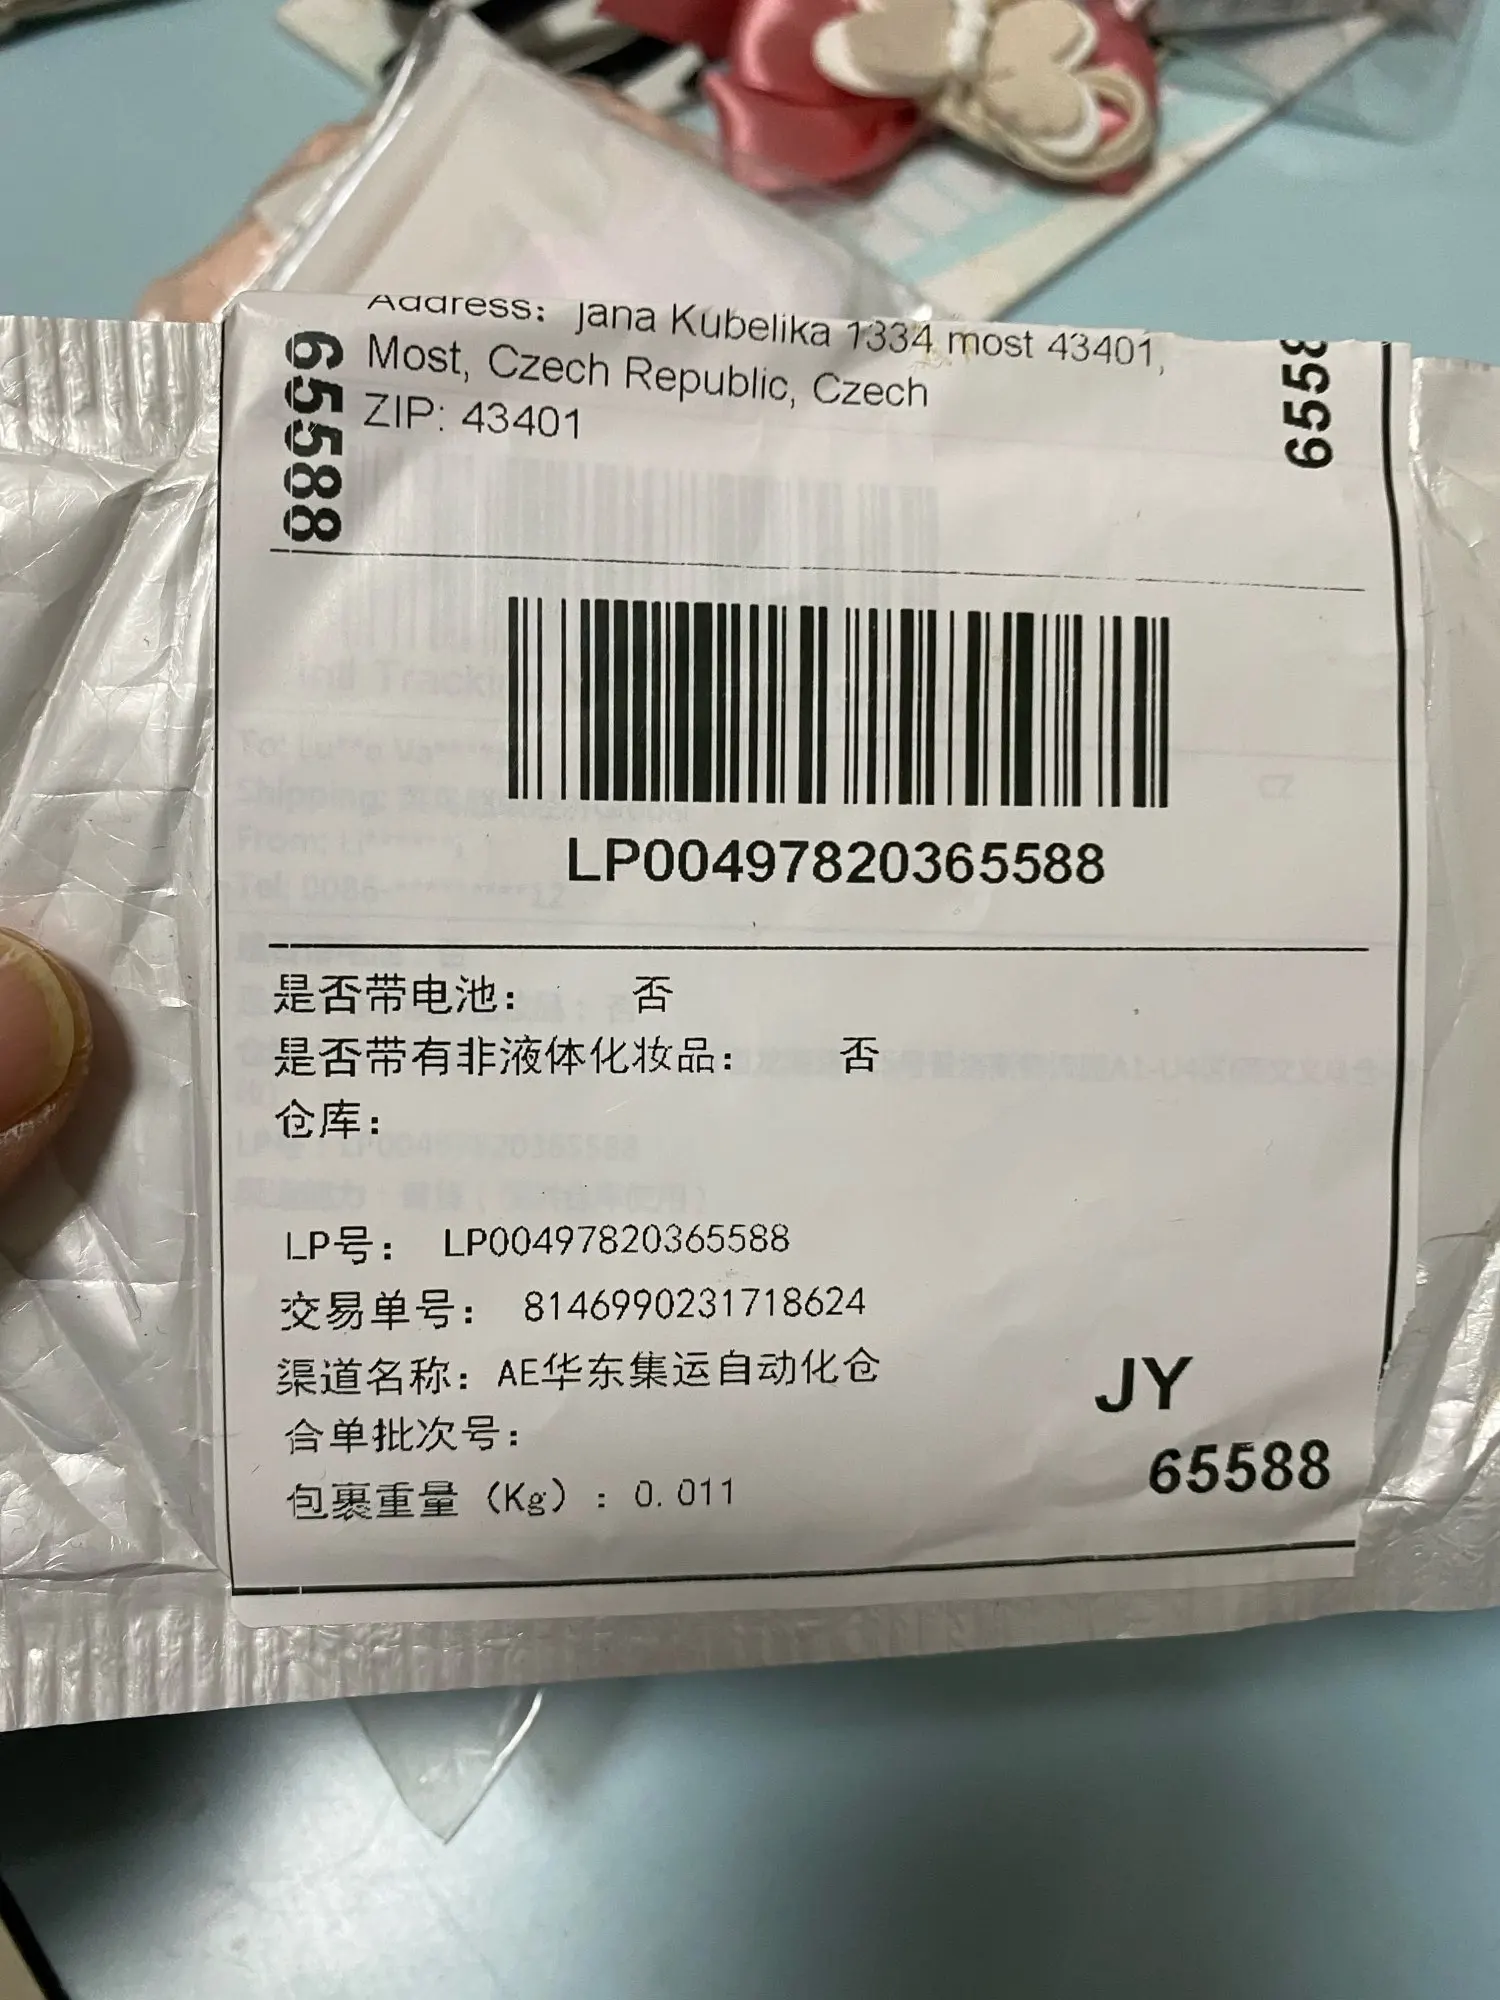 Address: jana Kubelika 1334 most 43401,
Most, Czech Republic, Czech
ZIP: 43401
65588
6558
LP00497820365588
是否带电池: 否
是否带有非液体化妆品: 否
仓库:
LP号: LP00497820365588
交易单号: 8146990231718624
渠道名称: AE华东集运自动化仓
合单批次号:
包裹重量(Kg): 0.011
JY
65588